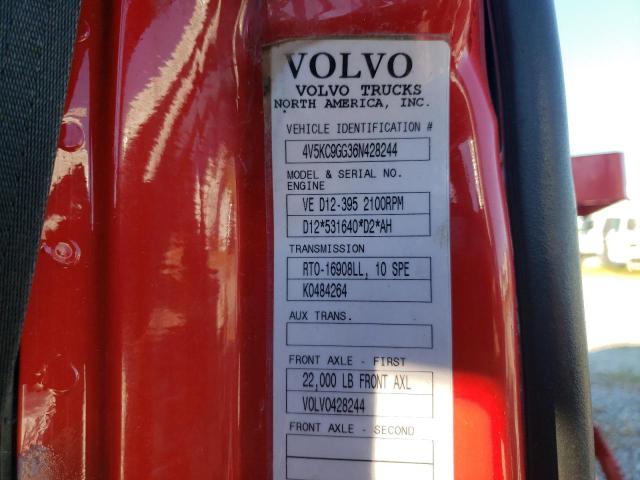 VOLVO
VOLVO TRUCKS
NORTH AMERICA, INC.
VEHICLE IDENTIFICATION #
4V5KC9GG36N428244
MODEL & SERIAL NO.
ENGINE
VE D12-395 2100RPM
D12*531640*D2*AH
TRANSMISSION
RTO-16908LL, 10 SPE
K0484264
AUX TRANS.
FRONT AXLE - FIRST
22,000 LB FRONT AXL
VOLVO428244
FRONT AXLE - SECOND